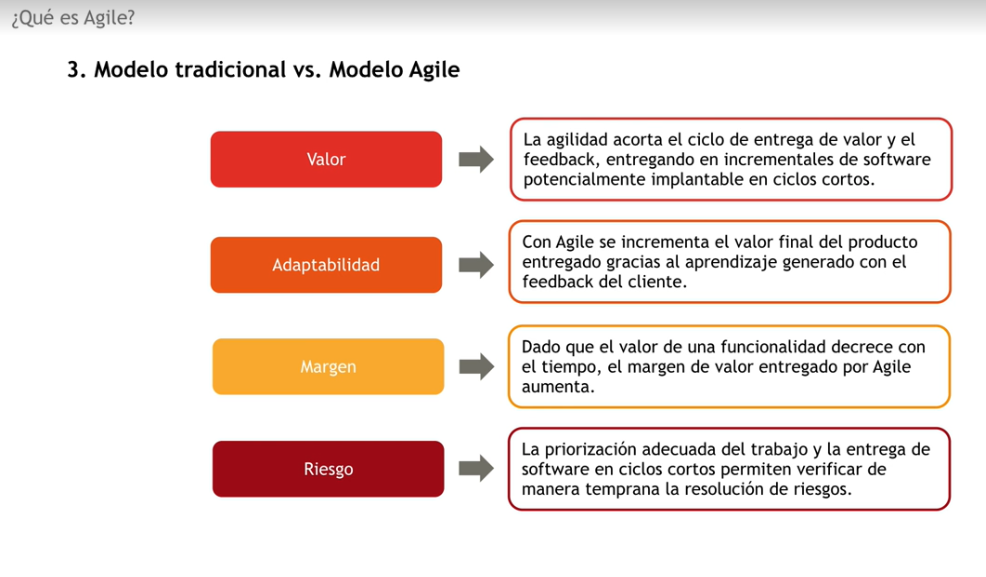 ¿Qué es Agile?
3. Modelo tradicional vs. Modelo Agile
Valor
La agilidad acorta el ciclo de entrega de valor y el
feedback, entregando en incrementales de software
potencialmente implantable en ciclos cortos.
Adaptabilidad
Con Agile se incrementa el valor final del producto
entregado gracias al aprendizaje generado con el
feedback del cliente.
Margen
Dado que el valor de una funcionalidad decrece con
el tiempo, el margen de valor entregado por Agile
aumenta.
Riesgo
La priorización adecuada del trabajo y la entrega de
software en ciclos cortos permiten verificar de
manera temprana la resolución de riesgos.